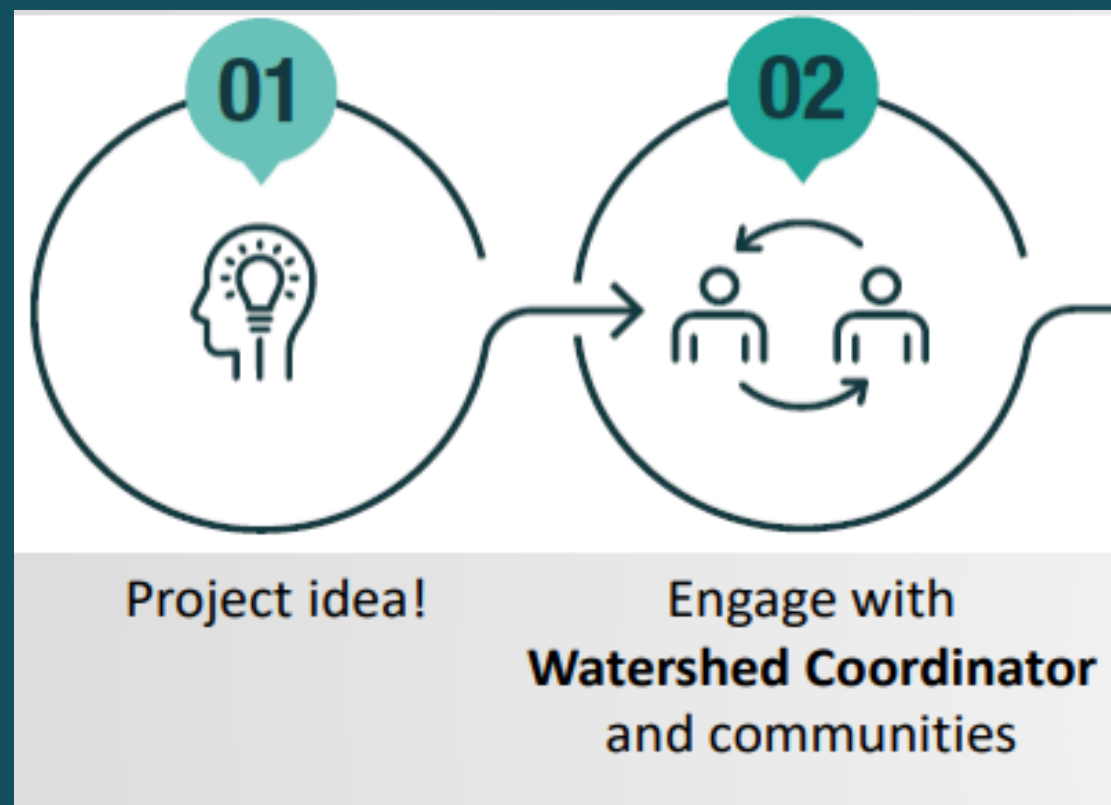 01
02
Project idea!
Engage with
Watershed Coordinator
and communities